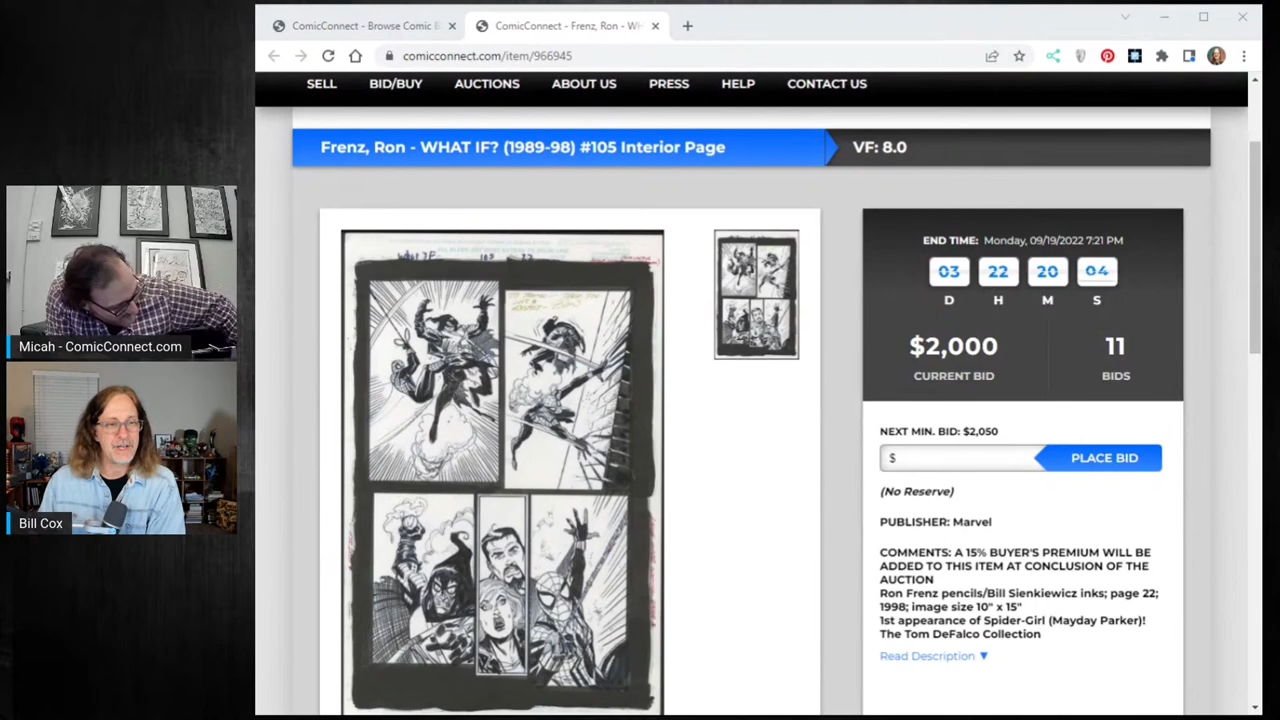 ComicConnect - Browse Comic B
ComicConnect - Frenz, Ron - WH
comicconnect.com/item/966945
SELL BID/BUY AUCTIONS ABOUT US PRESS HELP CONTACT US
Frenz, Ron - WHAT IF? (1989-98) #105 Interior Page
VF: 8.0
END TIME: Monday, 09/19/2022 7:21 PM
03 22 20 04
D H M S
$2,000 11
CURRENT BID BIDS
NEXT MIN. BID: $2,050
$ PLACE BID
(No Reserve)
PUBLISHER: Marvel
COMMENTS: A 15% BUYER'S PREMIUM WILL BE
ADDED TO THIS ITEM AT CONCLUSION OF THE
AUCTION
Ron Frenz pencils/Bill Sienkiewicz inks; page 22;
1998; image size 10" x 15"
1st appearance of Spider-Girl (Mayday Parker)!
The Tom DeFalco Collection
Read Description ▼
WHAT IF 105 22
Micah - ComicConnect.com
Bill Cox